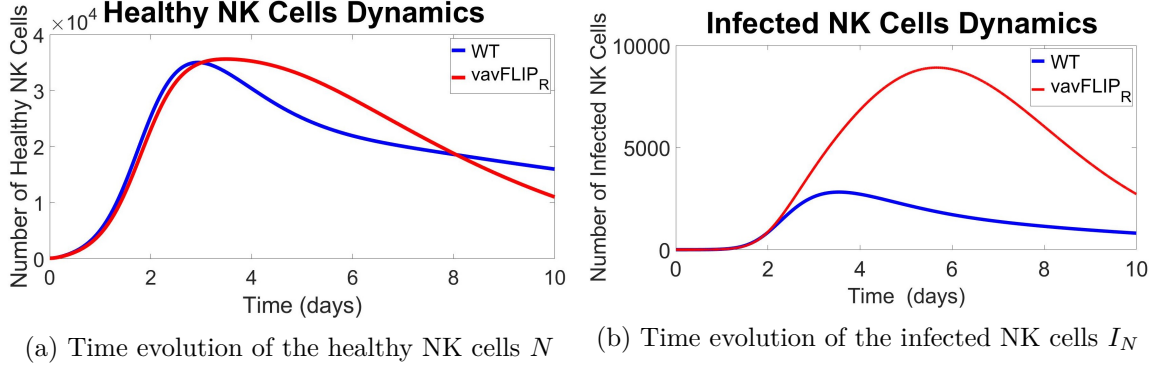 Healthy NK Cells Dynamics
×10⁴
Number of Healthy NK Cells
4
3
2
1
0
0 2 4 6 8 10
Time (days)
WT
vavFLIP_R
(a) Time evolution of the healthy NK cells N
Infected NK Cells Dynamics
Number of Infected NK Cells
10000
5000
0
0 2 4 6 8 10
Time (days)
WT
vavFLIP_R
(b) Time evolution of the infected NK cells I_N